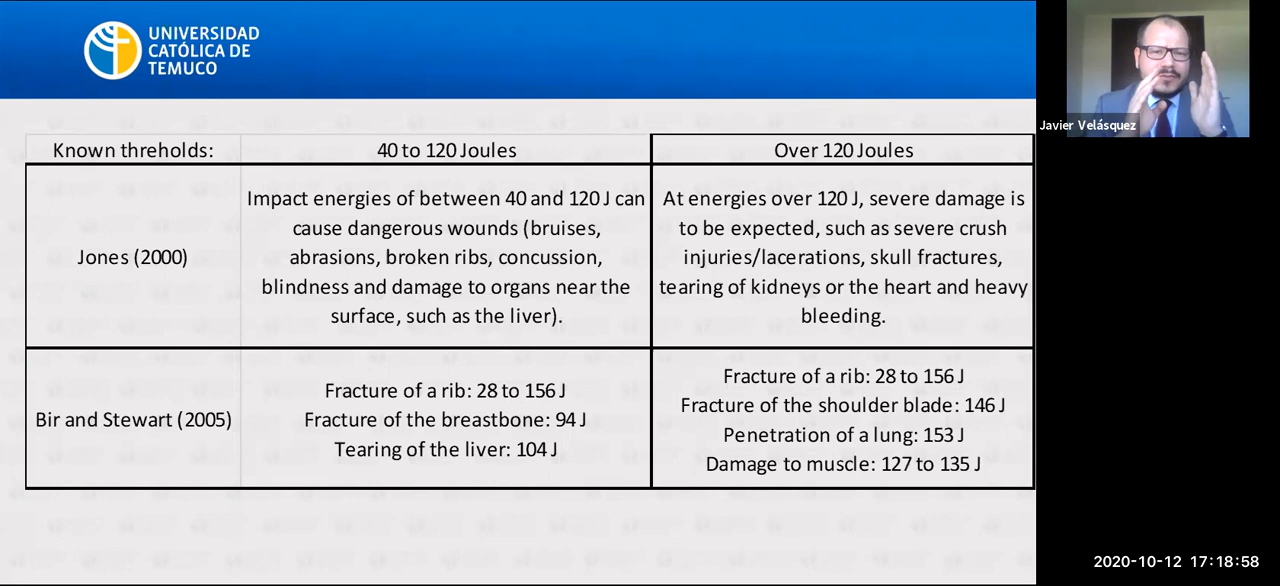 UNIVERSIDAD
CATÓLICA DE
TEMUCO
Javier Velásquez
Known threholds:
40 to 120 Joules
Over 120 Joules
Jones (2000)
Impact energies of between 40 and 120 J can
cause dangerous wounds (bruises,
abrasions, broken ribs, concussion,
blindness and damage to organs near the
surface, such as the liver).
At energies over 120 J, severe damage is
to be expected, such as severe crush
injuries/lacerations, skull fractures,
tearing of kidneys or the heart and heavy
bleeding.
Bir and Stewart (2005)
Fracture of a rib: 28 to 156 J
Fracture of the breastbone: 94 J
Tearing of the liver: 104 J
Fracture of a rib: 28 to 156 J
Fracture of the shoulder blade: 146 J
Penetration of a lung: 153 J
Damage to muscle: 127 to 135 J
2020-10-12 17:18:58